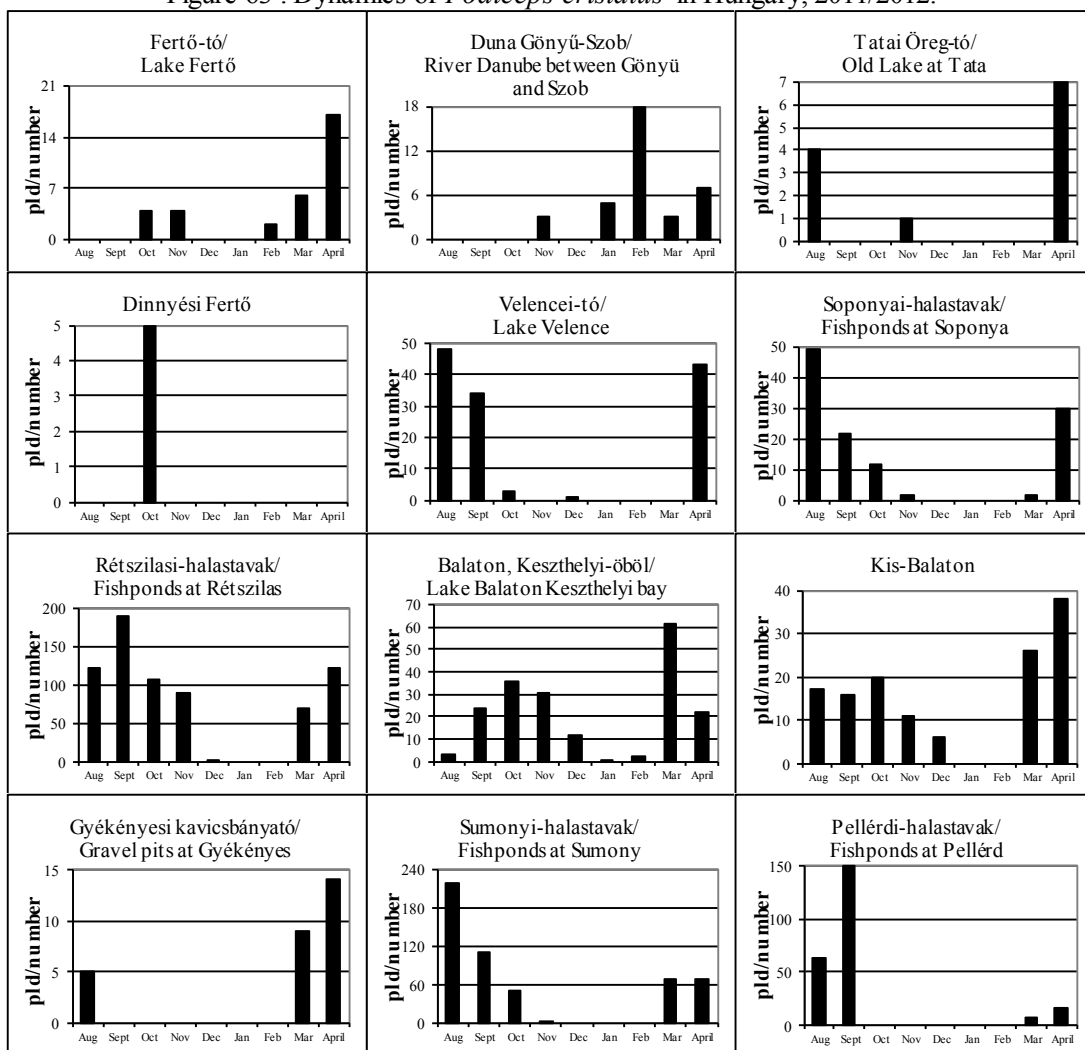 Figure 63 . Dynamics of Podiceps cristatus in Hungary, 2011/2012.
Fertő-tó/
Lake Fertő
pld/number
21
14
7
0
Aug Sept Oct Nov Dec Jan Feb Mar April
Duna Gönyű-Szob/
River Danube between Gönyü
and Szob
pld/number
18
12
6
0
Aug Sept Oct Nov Dec Jan Feb Mar April
Tatai Öreg-tó/
Old Lake at Tata
pld/number
7
6
5
4
3
2
1
0
Aug Sept Oct Nov Dec Jan Feb Mar April
Dinnyési Fertő
pld/number
5
4
3
2
1
0
Aug Sept Oct Nov Dec Jan Feb Mar April
Velencei-tó/
Lake Velence
pld/number
50
40
30
20
10
0
Aug Sept Oct Nov Dec Jan Feb Mar April
Soponyai-halastavak/
Fishponds at Soponya
pld/number
50
40
30
20
10
0
Aug Sept Oct Nov Dec Jan Feb Mar April
Rétszilasi-halastavak/
Fishponds at Rétszilas
pld/number
200
150
100
50
0
Aug Sept Oct Nov Dec Jan Feb Mar April
Balaton, Keszthelyi-öböl/
Lake Balaton Keszthelyi bay
pld/number
70
60
50
40
30
20
10
0
Aug Sept Oct Nov Dec Jan Feb Mar April
Kis-Balaton
pld/number
40
30
20
10
0
Aug Sept Oct Nov Dec Jan Feb Mar April
Gyékényesi kavicsbányató/
Gravel pits at Gyékényes
pld/number
15
10
5
0
Aug Sept Oct Nov Dec Jan Feb Mar April
Sumonyi-halastavak/
Fishponds at Sumony
pld/number
240
180
120
60
0
Aug Sept Oct Nov Dec Jan Feb Mar April
Pellérdi-halastavak/
Fishponds at Pellérd
pld/number
150
100
50
0
Aug Sept Oct Nov Dec Jan Feb Mar April